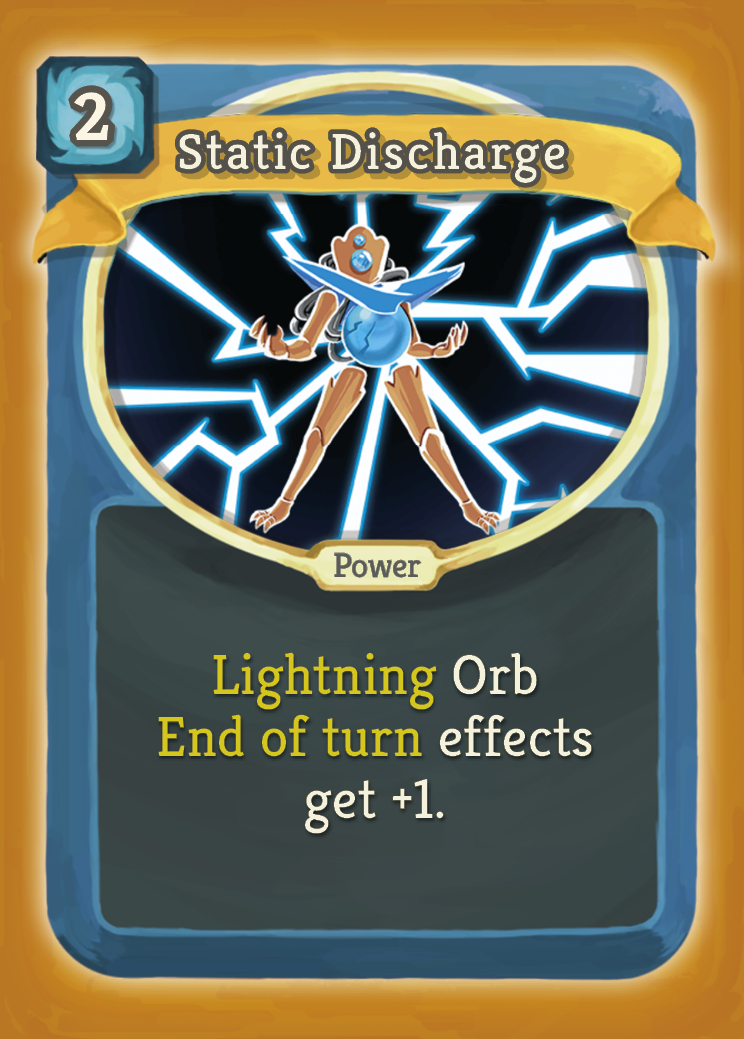 2
Static Discharge
Power
Lightning Orb
End of turn effects
get +1.